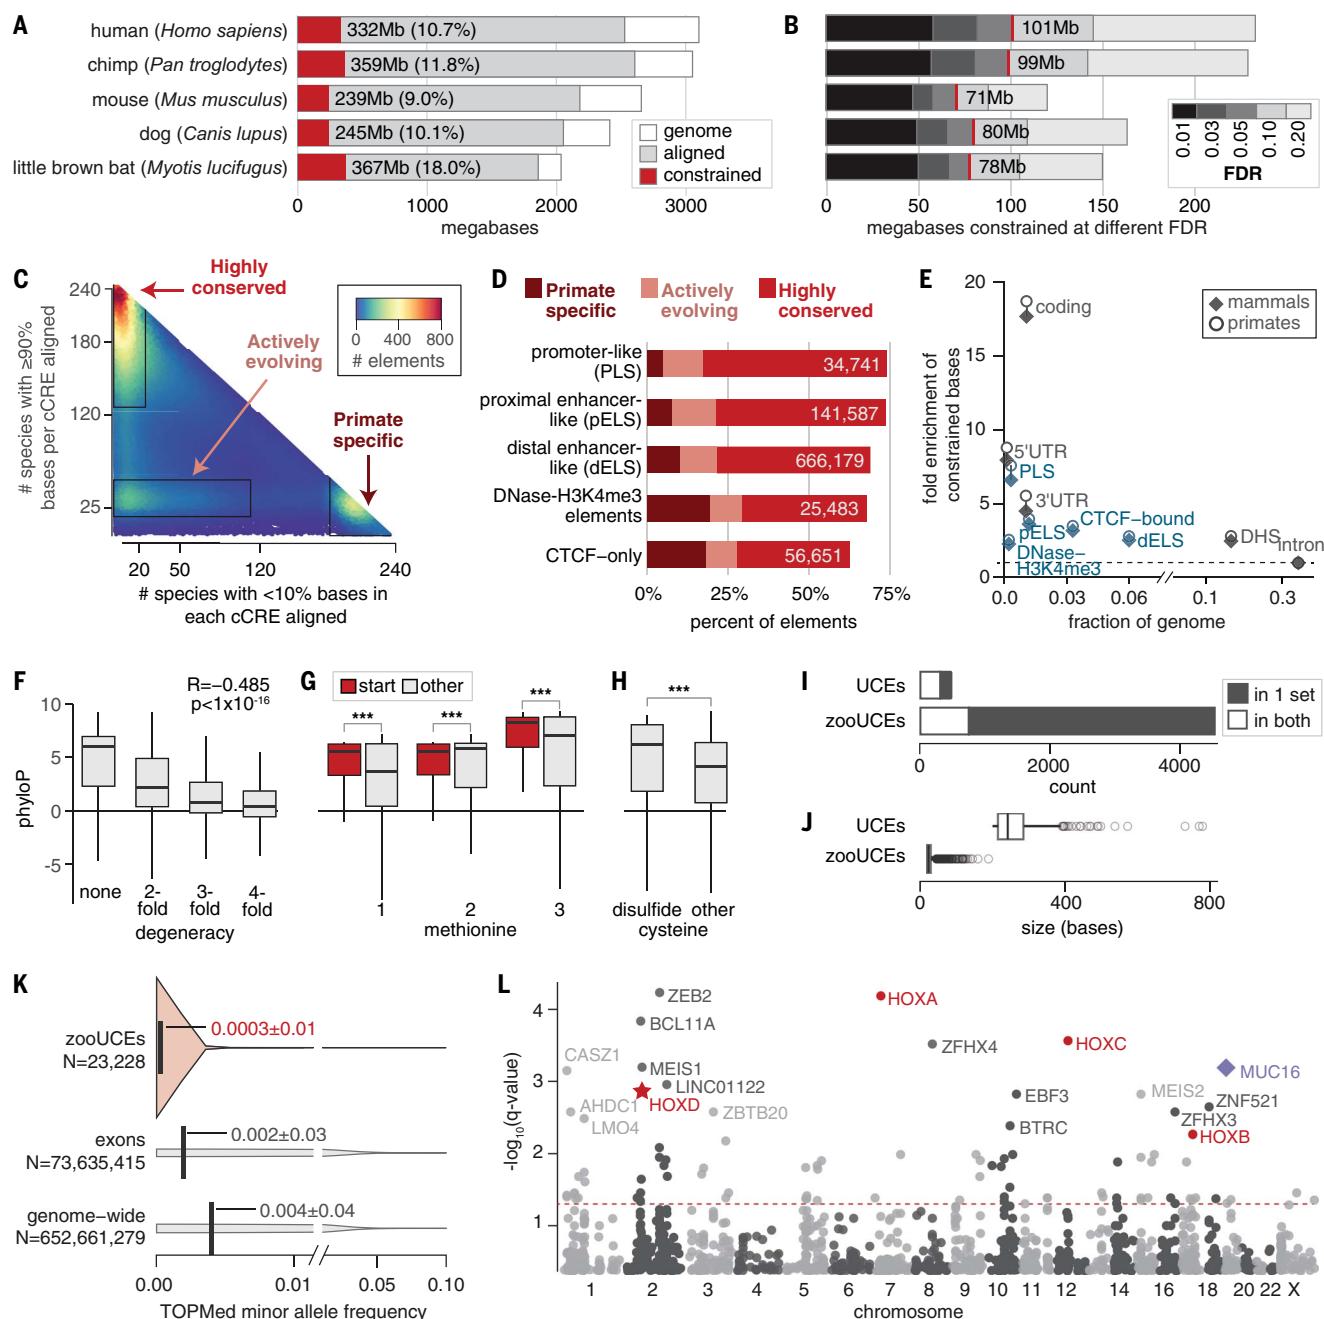 A
human (Homo sapiens)
332Mb (10.7%)
chimp (Pan troglodytes)
359Mb (11.8%)
mouse (Mus musculus)
239Mb (9.0%)
dog (Canis lupus)
245Mb (10.1%)
little brown bat (Myotis lucifugus)
367Mb (18.0%)
genome
aligned
constrained
0 1000 2000 3000
megabases
B
101Mb
99Mb
71Mb
80Mb
78Mb
0.01 0.03 0.05 0.10 0.20
FDR
0 50 100 150 200
megabases constrained at different FDR
C
Highly
conserved
Actively
evolving
Primate
specific
0 400 800
# elements
240
180
120
25
# species with ≥90%
bases per cCRE aligned
20 50 120 240
# species with <10% bases in
each cCRE aligned
D
Primate
specific
Actively
evolving
Highly
conserved
promoter-like
(PLS)
34,741
proximal enhancer-
like (pELS)
141,587
distal enhancer-
like (dELS)
666,179
DNase-H3K4me3
elements
25,483
CTCF-only
56,651
0% 25% 50% 75%
percent of elements
E
mammals
primates
20
15
10
5
0
fold enrichment of
constrained bases
coding
5'UTR
PLS
3'UTR
pELS
CTCF-bound
dELS
DNase-
H3K4me3
DHS
intron
0.0 0.03 0.06 0.1 0.3
fraction of genome
F
R=−0.485
p<1x10-16
10
5
0
-5
phyloP
none
2-
fold
3-
fold
4-
fold
degeneracy
G
start other
***
***
***
1 2 3
methionine
H
***
disulfide other
cysteine
I
UCEs
zooUCEs
in 1 set
in both
0 2000 4000
count
J
UCEs
zooUCEs
0 400 800
size (bases)
K
zooUCEs
N=23,228
0.0003±0.01
exons
N=73,635,415
0.002±0.03
genome-wide
N=652,661,279
0.004±0.04
0.00 0.01 0.05 0.10
TOPMed minor allele frequency
L
4
3
2
1
-log10(q-value)
ZEB2
BCL11A
CASZ1
MEIS1
LINC01122
HOXD
AHDC1
LMO4
ZBTB20
HOXA
ZFHX4
HOXC
EBF3
BTRC
MEIS2
MUC16
ZNF521
ZFHX3
HOXB
1 2 3 4 5 6 7 8 9 10 11 12 14 16 18 20 22 X
chromosome